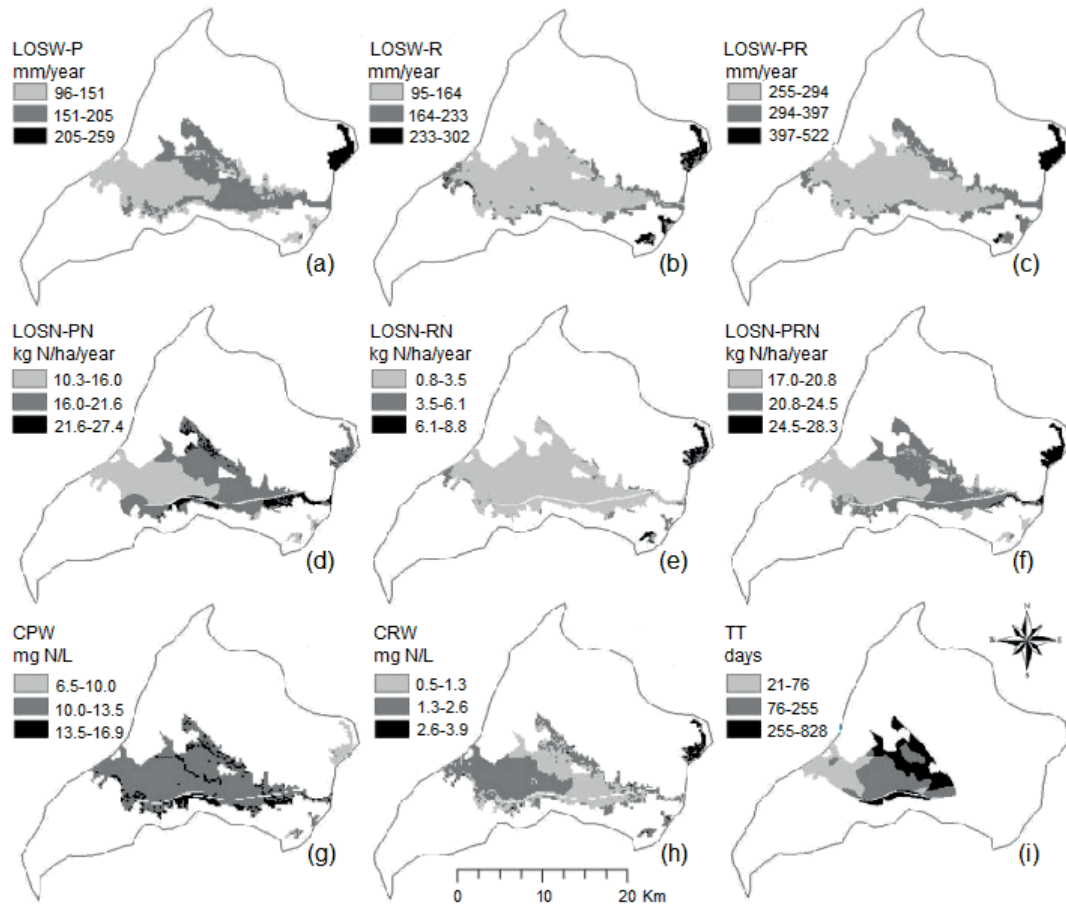 LOSW-P
mm/year
96-151
151-205
205-259
(a)
LOSW-R
mm/year
95-164
164-233
233-302
(b)
LOSW-PR
mm/year
255-294
294-397
397-522
(c)
LOSN-PN
kg N/ha/year
10.3-16.0
16.0-21.6
21.6-27.4
(d)
LOSN-RN
kg N/ha/year
0.8-3.5
3.5-6.1
6.1-8.8
(e)
LOSN-PRN
kg N/ha/year
17.0-20.8
20.8-24.5
24.5-28.3
(f)
CPW
mg N/L
6.5-10.0
10.0-13.5
13.5-16.9
(g)
CRW
mg N/L
0.5-1.3
1.3-2.6
2.6-3.9
(h)
0 10 20 Km
TT
days
21-76
76-255
255-828
(i)
N
E
S